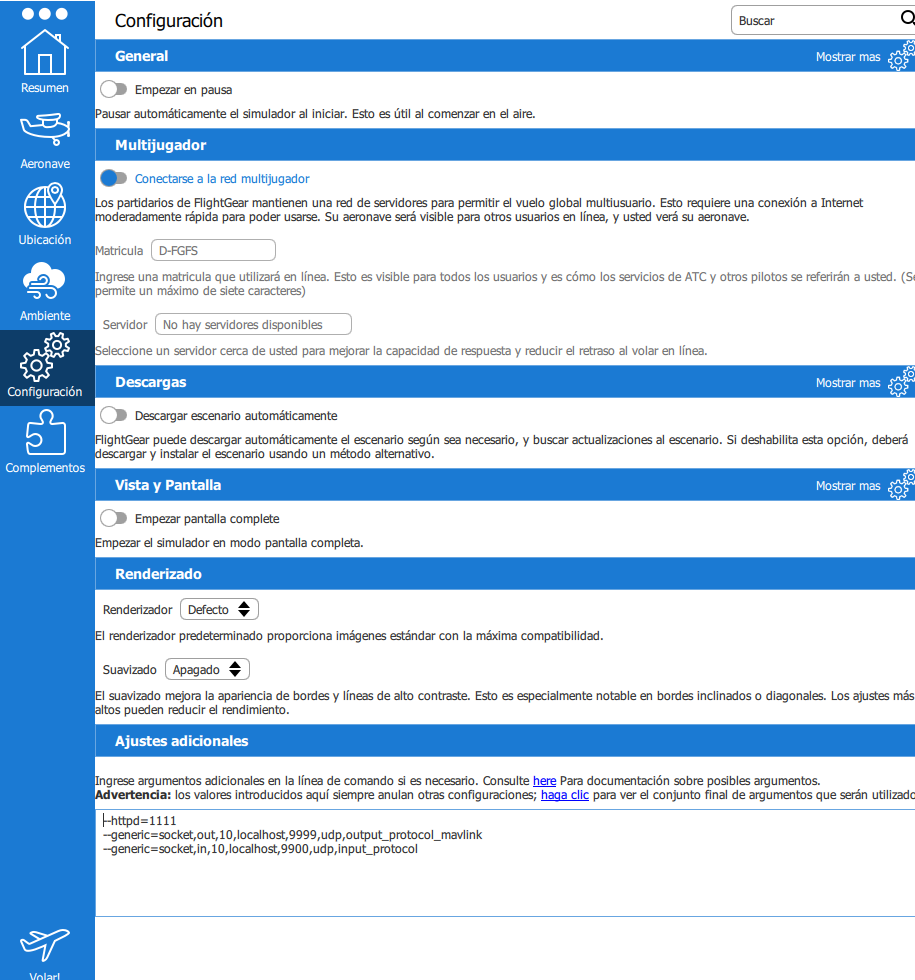 Configuración
Buscar
Resumen
Aeronave
Ubicación
Ambiente
Configuración
Complementos
Volar!
General
Mostrar mas
Empezar en pausa
Pausar automáticamente el simulador al iniciar. Esto es útil al comenzar en el aire.
Multijugador
Conectarse a la red multijugador
Los partidarios de FlightGear mantienen una red de servidores para permitir el vuelo global multiusuario. Esto requiere una conexión a Internet
moderadamente rápida para poder usarse. Su aeronave será visible para otros usuarios en línea, y usted verá su aeronave.
Matricula D-FGFS
Ingrese una matricula que utilizará en línea. Esto es visible para todos los usuarios y es cómo los servicios de ATC y otros pilotos se referirán a usted. (Se
permite un máximo de siete caracteres)
Servidor No hay servidores disponibles
Seleccione un servidor cerca de usted para mejorar la capacidad de respuesta y reducir el retraso al volar en línea.
Descargas
Mostrar mas
Descargar escenario automáticamente
FlightGear puede descargar automáticamente el escenario según sea necesario, y buscar actualizaciones al escenario. Si deshabilita esta opción, deberá
descargar y instalar el escenario usando un método alternativo.
Vista y Pantalla
Mostrar mas
Empezar pantalla complete
Empezar el simulador en modo pantalla completa.
Renderizado
Renderizador Defecto
El renderizador predeterminado proporciona imágenes estándar con la máxima compatibilidad.
Suavizado Apagado
El suavizado mejora la apariencia de bordes y líneas de alto contraste. Esto es especialmente notable en bordes inclinados o diagonales. Los ajustes más
altos pueden reducir el rendimiento.
Ajustes adicionales
Ingrese argumentos adicionales en la línea de comando si es necesario. Consulte here Para documentación sobre posibles argumentos.
Advertencia: los valores introducidos aquí siempre anulan otras configuraciones; haga clic para ver el conjunto final de argumentos que serán utilizado
--httpd=1111
--generic=socket,out,10,localhost,9999,udp,output_protocol_mavlink
--generic=socket,in,10,localhost,9900,udp,input_protocol